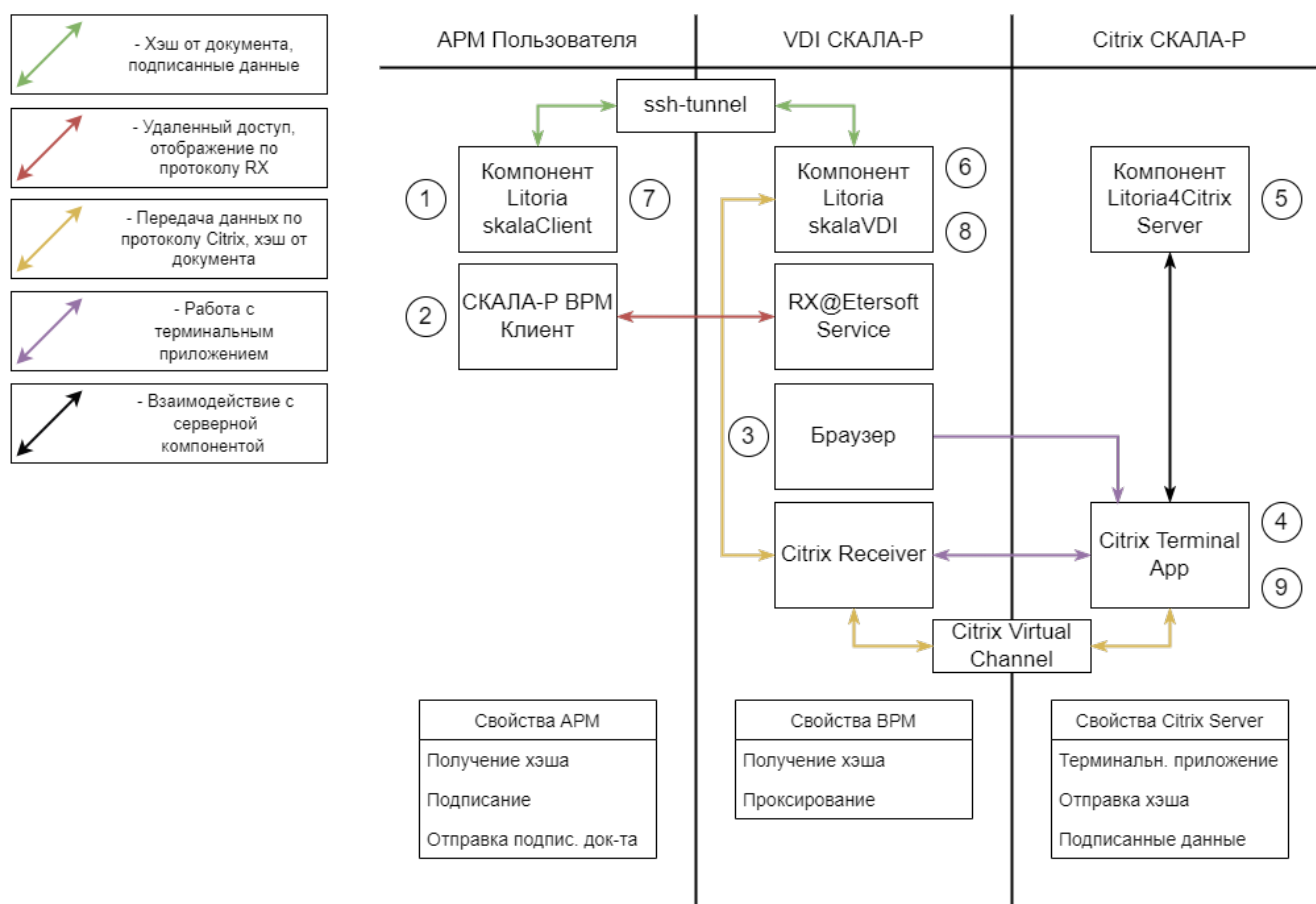 - Хэш от документа,
подписанные данные
- Удаленный доступ,
отображение по
протоколу RX
- Передача данных по
протоколу Citrix, хэш от
документа
- Работа с
терминальным
приложением
- Взаимодействие с
серверной
компонентой
АРМ Пользователя
VDI СКАЛА-Р
Citrix СКАЛА-Р
ssh-tunnel
1
Компонент
Litoria
skalaClient
7
Компонент
Litoria
skalaVDI
6
8
Компонент
Litoria4Citrix
Server
5
2
СКАЛА-Р ВРМ
Клиент
RX@Etersoft
Service
3
Браузер
Citrix Receiver
Citrix Terminal
App
4
9
Citrix Virtual
Channel
Свойства АРМ
Получение хэша
Подписание
Отправка подпис. док-та
Свойства ВРМ
Получение хэша
Проксирование
Свойства Citrix Server
Терминальн. приложение
Отправка хэша
Подписанные данные